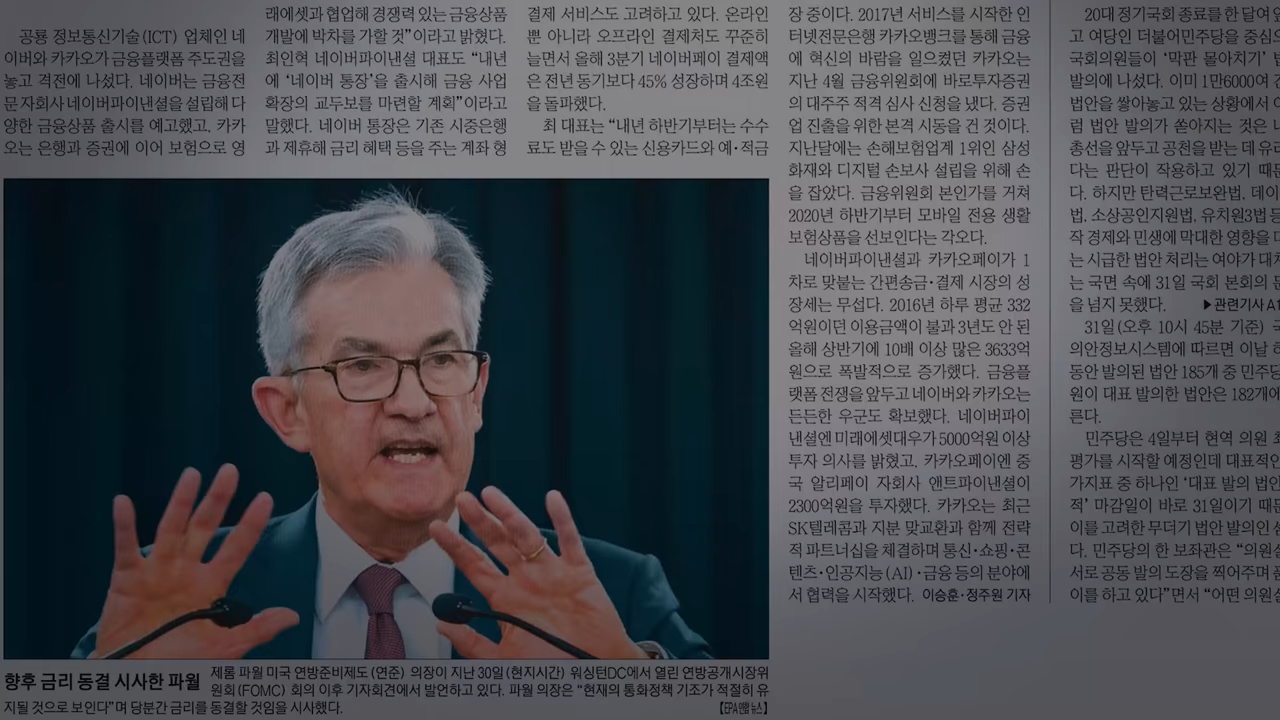 공룡 정보통신기술(ICT) 업체인 네
이버와 카카오가 금융플랫폼 주도권을
놓고 격전에 나섰다. 네이버는 금융전
문 자회사 네이버파이낸셜을 설립해 다
양한 금융상품 출시를 예고했고, 카카
오는 은행과 증권에 이어 보험으로 영
래에셋과 협업해 경쟁력 있는 금융상품
개발에 박차를 가할 것”이라고 밝혔다.
최인혁 네이버파이낸셜 대표도 “내년
에 ‘네이버 통장’을 출시해 금융 사업
확장의 교두보를 마련할 계획”이라고
말했다. 네이버 통장은 기존 시중은행
과 제휴해 금리 혜택 등을 주는 계좌 형
결제 서비스도 고려하고 있다. 온라인
뿐 아니라 오프라인 결제처도 꾸준히
늘면서 올해 3분기 네이버페이 결제액
은 전년 동기보다 45% 성장하며 4조원
을 돌파했다.
최 대표는 “내년 하반기부터는 수수
료도 받을 수 있는 신용카드와 예·적금
향후 금리 동결 시사한 파월
제롬 파월 미국 연방준비제도(연준) 의장이 지난 30일(현지시간) 워싱턴DC에서 열린 연방공개시장위
원회(FOMC) 회의 이후 기자회견에서 발언하고 있다. 파월 의장은 “현재의 통화정책 기조가 적절히 유
지될 것으로 보인다”며 당분간 금리를 동결할 것임을 시사했다.
【EPA연합뉴스】
장 중이다. 2017년 서비스를 시작한 인
터넷전문은행 카카오뱅크를 통해 금융
에 혁신의 바람을 일으켰던 카카오는
지난 4월 금융위원회에 바로투자증권
의 대주주 적격 심사 신청을 냈다. 증권
업 진출을 위한 본격 시동을 건 것이다.
지난달에는 손해보험업계 1위인 삼성
화재와 디지털 손보사 설립을 위해 손
을 잡았다. 금융위원회 본인가를 거쳐
2020년 하반기부터 모바일 전용 생활
보험상품을 선보인다는 각오다.
네이버파이낸셜과 카카오페이가 1
차로 맞붙는 간편송금·결제 시장의 성
장세는 무섭다. 2016년 하루 평균 332
억원이던 이용금액이 불과 3년도 안 된
올해 상반기에 10배 이상 많은 3633억
원으로 폭발적으로 증가했다. 금융플
랫폼 전쟁을 앞두고 네이버와 카카오는
든든한 우군도 확보했다. 네이버파이
낸셜엔 미래에셋대우가 5000억원 이상
투자 의사를 밝혔고, 카카오페이엔 중
국 알리페이 자회사 앤트파이낸셜이
2300억원을 투자했다. 카카오는 최근
SK텔레콤과 지분 맞교환과 함께 전략
적 파트너십을 체결하며 통신·쇼핑·콘
텐츠·인공지능(AI)·금융 등의 분야에
서 협력을 시작했다. 이승훈·정주원 기자
20대 정기국회 종료를 한 달여 앞
고 여당인 더불어민주당을 중심으
국회의원들이 ‘막판 몰아치기’ 법
발의에 나섰다. 이미 1만6000여 건
법안을 쌓아놓고 있는 상황에서 이
럼 법안 발의가 쏟아지는 것은 내
총선을 앞두고 공천을 받는 데 유리
다는 판단이 작용하고 있기 때문
다. 하지만 탄력근로보완법, 데이
법, 소상공인지원법, 유치원3법 등
작 경제와 민생에 막대한 영향을 미
는 시급한 법안 처리는 여야가 대치
는 국면 속에 31일 국회 본회의 문
을 넘지 못했다. ▶관련기사 A1
31일(오후 10시 45분 기준) 국
의안정보시스템에 따르면 이날 하
동안 발의된 법안 185개 중 민주당
원이 대표 발의한 법안은 182개에
른다.
민주당은 4일부터 현역 의원 최
평가를 시작할 예정인데 대표적인
가지표 중 하나인 ‘대표 발의 법안
적’ 마감일이 바로 31일이기 때문
이를 고려한 무더기 법안 발의인 셈
다. 민주당의 한 보좌관은 “의원실
서로 공동 발의 도장을 찍어주며 품
이를 하고 있다”면서 “어떤 의원실